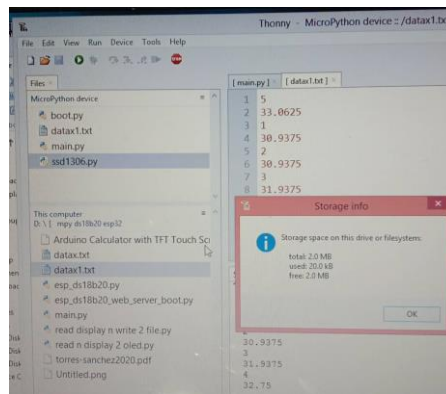 Thonny - MicroPython device :: /datax1.tx
File Edit View Run Device Tools Help
Files ×
MicroPython device
boot.py
datax1.txt
main.py
ssd1306.py
This computer
D: \ [ mpy ds18b20 esp32
Arduino Calculator with TFT Touch Scr
datax.txt
datax1.txt
esp_ds18b20.py
esp_ds18b20_web_server_boot.py
main.py
read display n write 2 file.py
read n display 2 oled.py
torres-sanchez2020.pdf
Untitled.png
[ main.py ] × [ datax1.txt ] ×
1 5
2 33.0625
3 1
4 30.9375
5 2
6 30.9375
7 3
8 31.9375
Storage info
Storage space on this drive or filesystem
total: 2.0 MB
used: 20.0 kB
free: 2.0 MB
OK
30.9375
3
31.9375
4
32.75